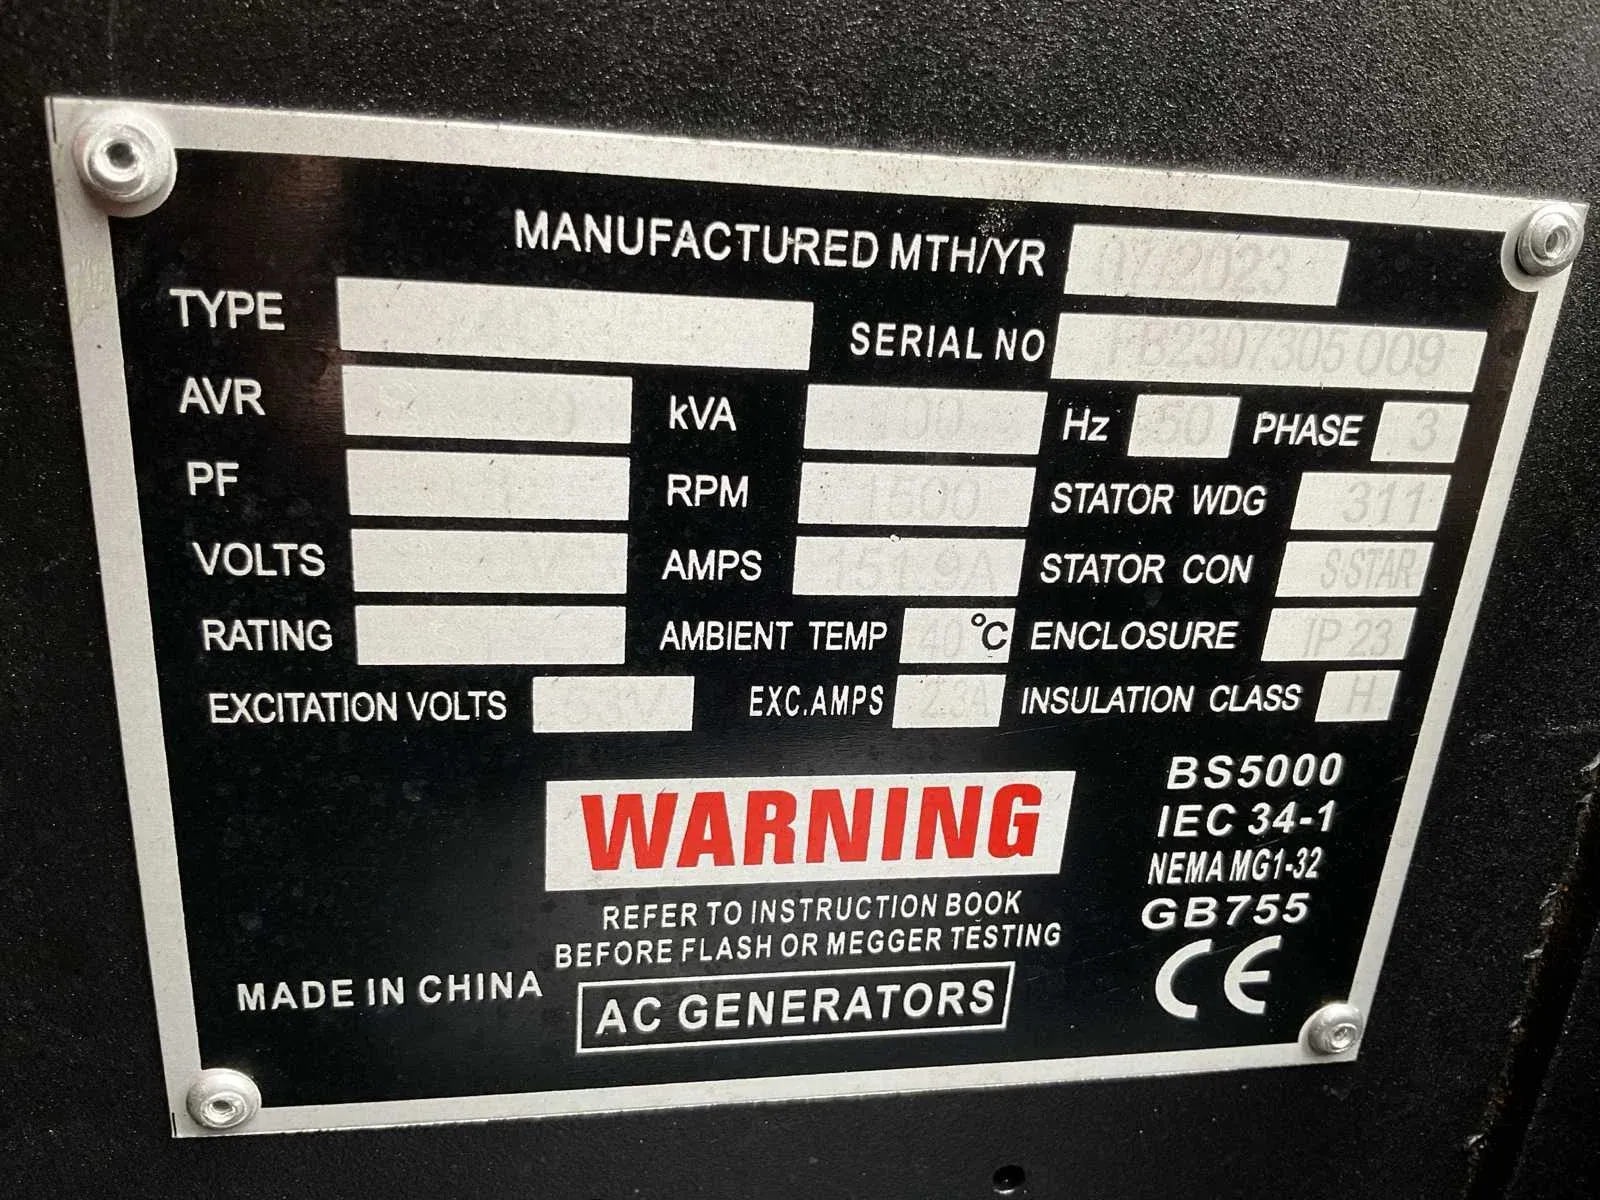 MANUFACTURED MTH/YR 07/2023
TYPE
SERIAL NO FB2307305009
AVR
kVA
Hz 50 PHASE 3
PF
RPM 1500
STATOR WDG 311
VOLTS
AMPS 151.9A
STATOR CON S STAR
RATING
AMBIENT TEMP 40 °C
ENCLOSURE IP 23
EXCITATION VOLTS
EXC.AMPS 2.3A
INSULATION CLASS H
WARNING
REFER TO INSTRUCTION BOOK
BEFORE FLASH OR MEGGER TESTING
MADE IN CHINA
AC GENERATORS
BS5000
IEC 34-1
NEMA MG1-32
GB755
CE